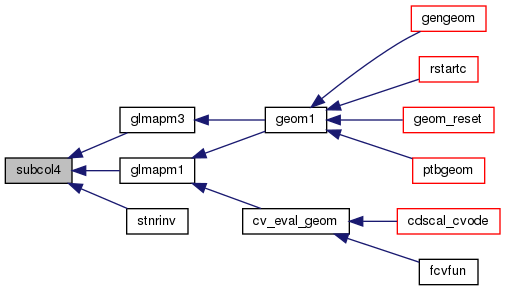 gengeom
rstartc
glmapm3
geom1
geom_reset
subcol4
glmapm1
ptbgeom
stnrinv
cv_eval_geom
cdscal_cvode
fcvfun